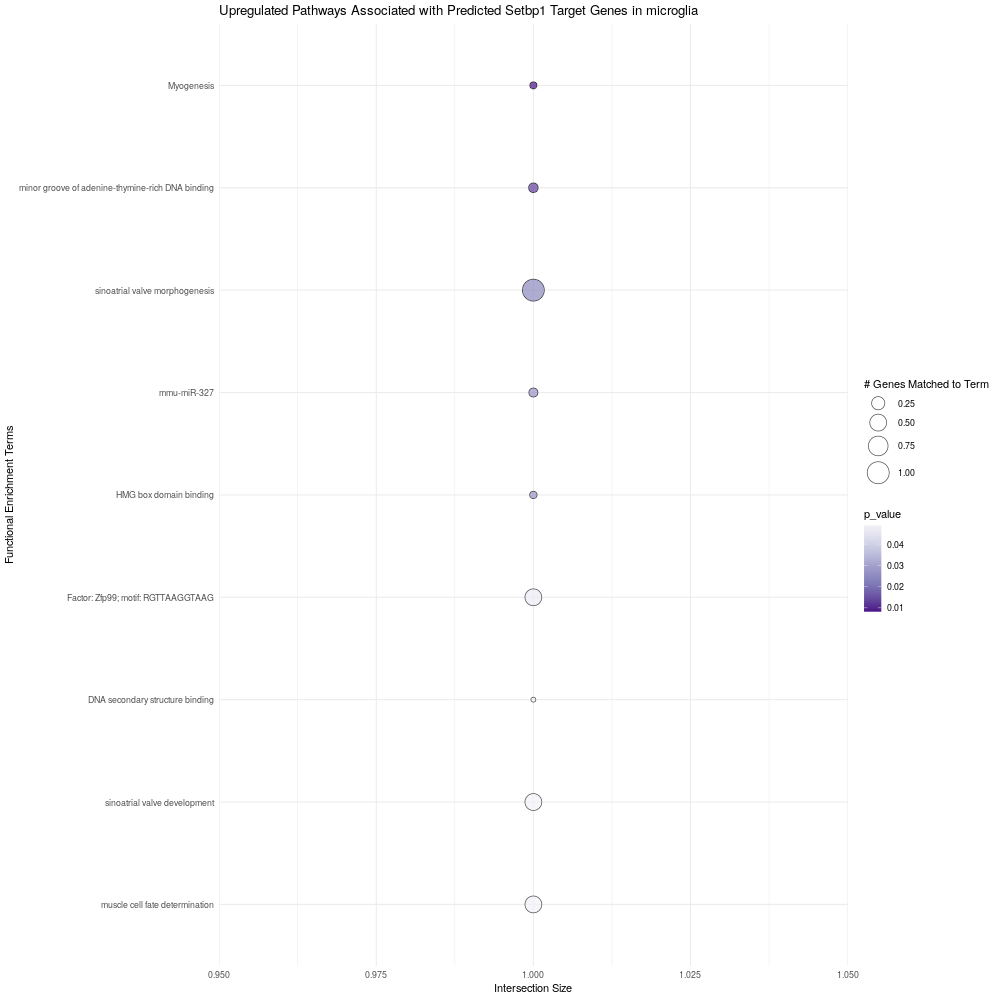 Upregulated Pathways Associated with Predicted Setbp1 Target Genes in microglia
Myogenesis
minor groove of adenine-thymine-rich DNA binding
sinoatrial valve morphogenesis
mmu-miR-327
HMG box domain binding
Factor: Zfp99; motif: RGTTAAGGTAAG
DNA secondary structure binding
sinoatrial valve development
muscle cell fate determination
Functional Enrichment Terms
0.950 0.975 1.000 1.025 1.050
Intersection Size
# Genes Matched to Term
0.25
0.50
0.75
1.00
p_value
0.04
0.03
0.02
0.01